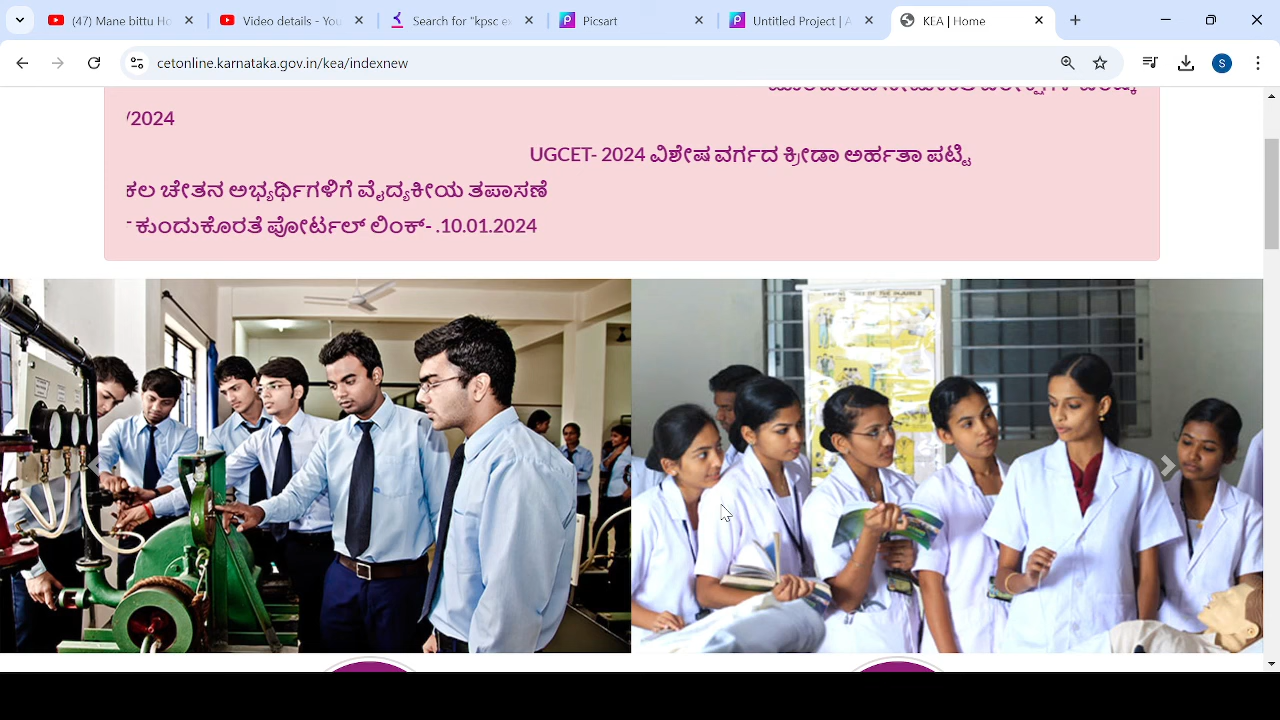 (47) Mane bittu Ho
Video details - You
Search for "kpsc ex
Picsart
Untitled Project | A
KEA | Home
cetonline.karnataka.gov.in/kea/indexnew
S
/2024
UGCET- 2024 ವಿಶೇಷ ವರ್ಗದ ಕ್ರೀಡಾ ಅರ್ಹತಾ ಪಟ್ಟಿ
ಕಲ ಚೇತನ ಅಭ್ಯರ್ಥಿಗಳಿಗೆ ವೈದ್ಯಕೀಯ ತಪಾಸಣೆ
- ಕುಂದುಕೊರತೆ ಪೋರ್ಟಲ್ ಲಿಂಕ್- .10.01.2024